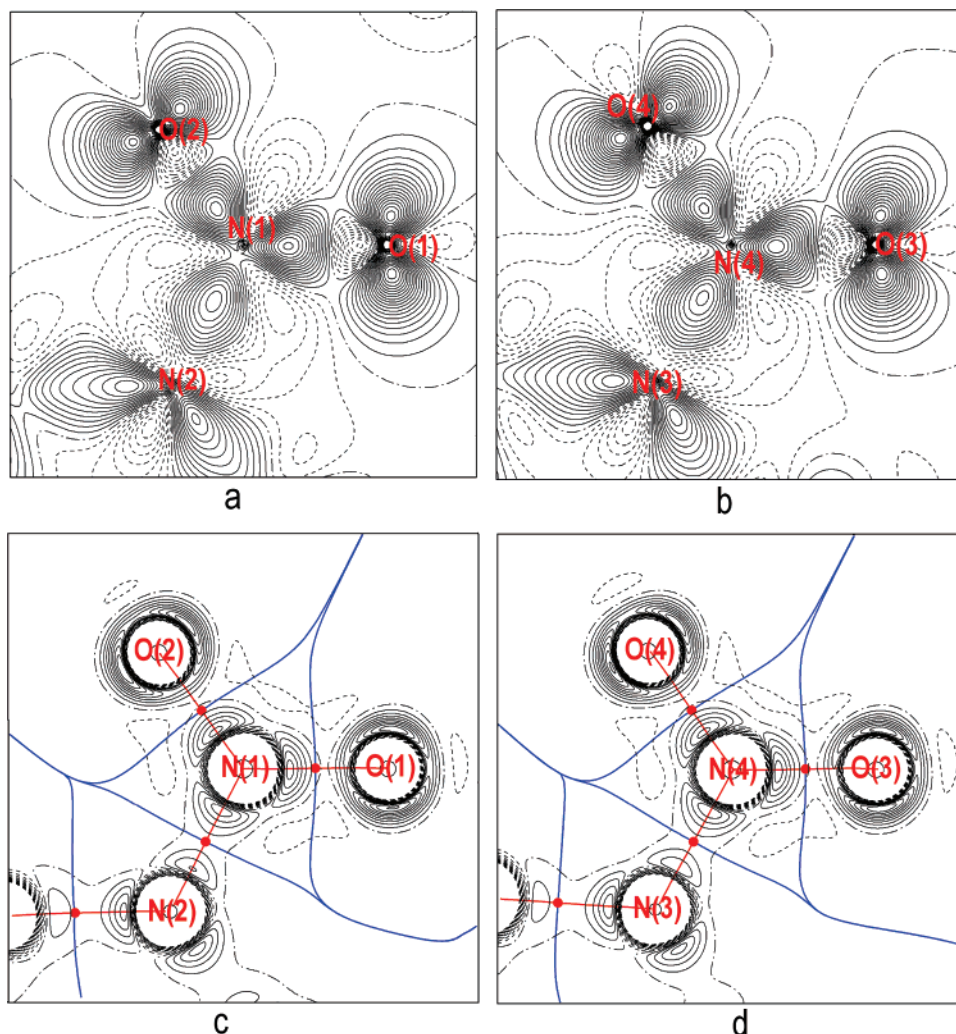 O(2)
N(1)
O(1)
N(2)
a
O(4)
N(4)
O(3)
N(3)
b
O(2)
N(1)
O(1)
N(2)
c
O(4)
N(4)
O(3)
N(3)
d